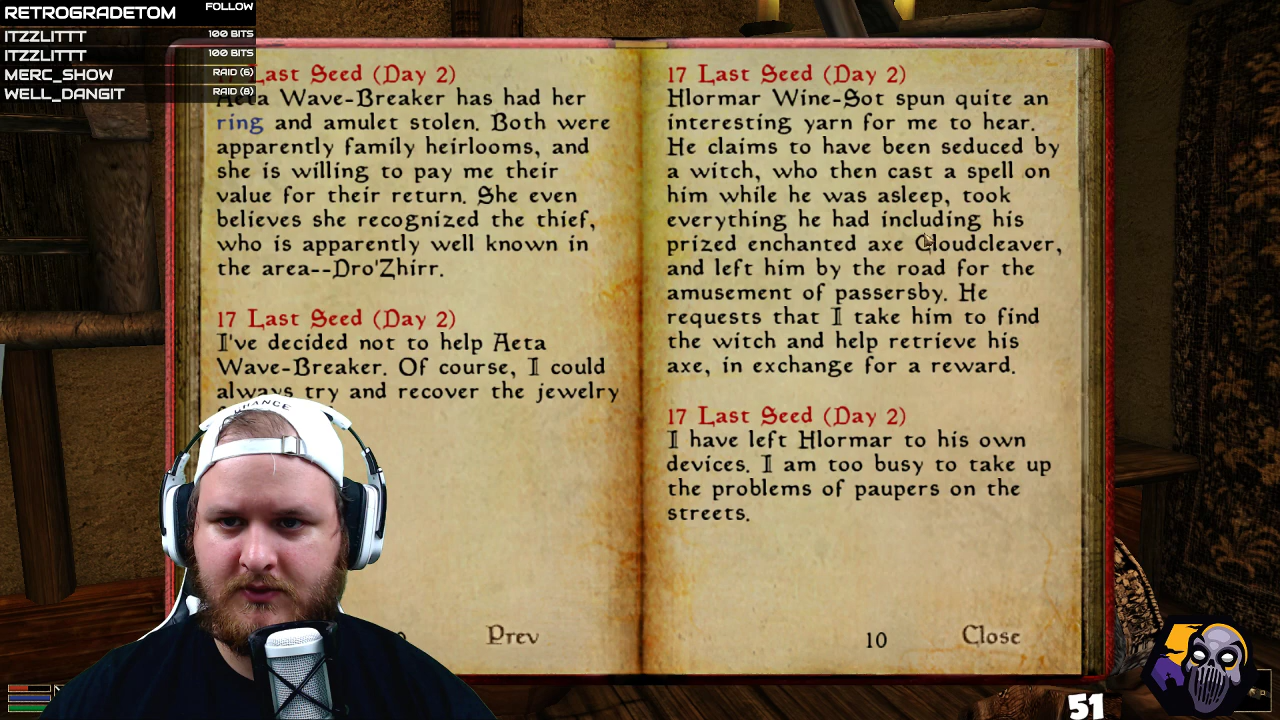 RETROGRADETOM FOLLOW
ITZZLITTT 100 BITS
ITZZLITTT 100 BITS
MERC_SHOW RAID (6)
WELL_DANGIT RAID (8)
Last Seed (Day 2)
Aeta Wave-Breaker has had her
ring and amulet stolen. Both were
apparently family heirlooms, and
she is willing to pay me their
value for their return. She even
believes she recognized the thief,
who is apparently well known in
the area--Dro'Zhirr.
17 Last Seed (Day 2)
I've decided not to help Aeta
Wave-Breaker. Of course, I could
always try and recover the jewelry
Prev
17 Last Seed (Day 2)
Hlormar Wine-Sot spun quite an
interesting yarn for me to hear.
He claims to have been seduced by
a witch, who then cast a spell on
him while he was asleep, took
everything he had including his
prized enchanted axe Cloudcleaver,
and left him by the road for the
amusement of passersby. He
requests that I take him to find
the witch and help retrieve his
axe, in exchange for a reward.
17 Last Seed (Day 2)
I have left Hlormar to his own
devices. I am too busy to take up
the problems of paupers on the
streets.
10 Close
51